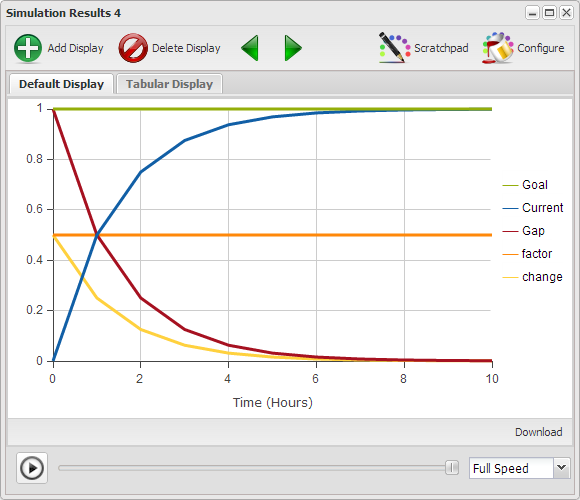 Simulation Results 4
Add Display Delete Display Scratchpad Configure
Default Display Tabular Display
1
0.8
0.6
0.4
0.2
0
0 2 4 6 8 10
Time (Hours)
Goal
Current
Gap
factor
change
Download
Full Speed